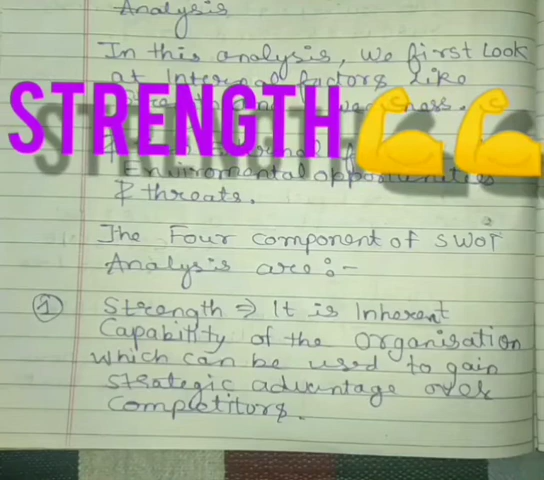 Analysis
In this analysis, we first Look
at Internal factors like
STRENGTH💪💪
Enviromental opportunities
& threats.
The Four component of SWOT
Analysis are :-
① Strength ⇒ It is Inherent
Capability of the Organisation
which can be used to gain
strategic advantage over
Competitors.